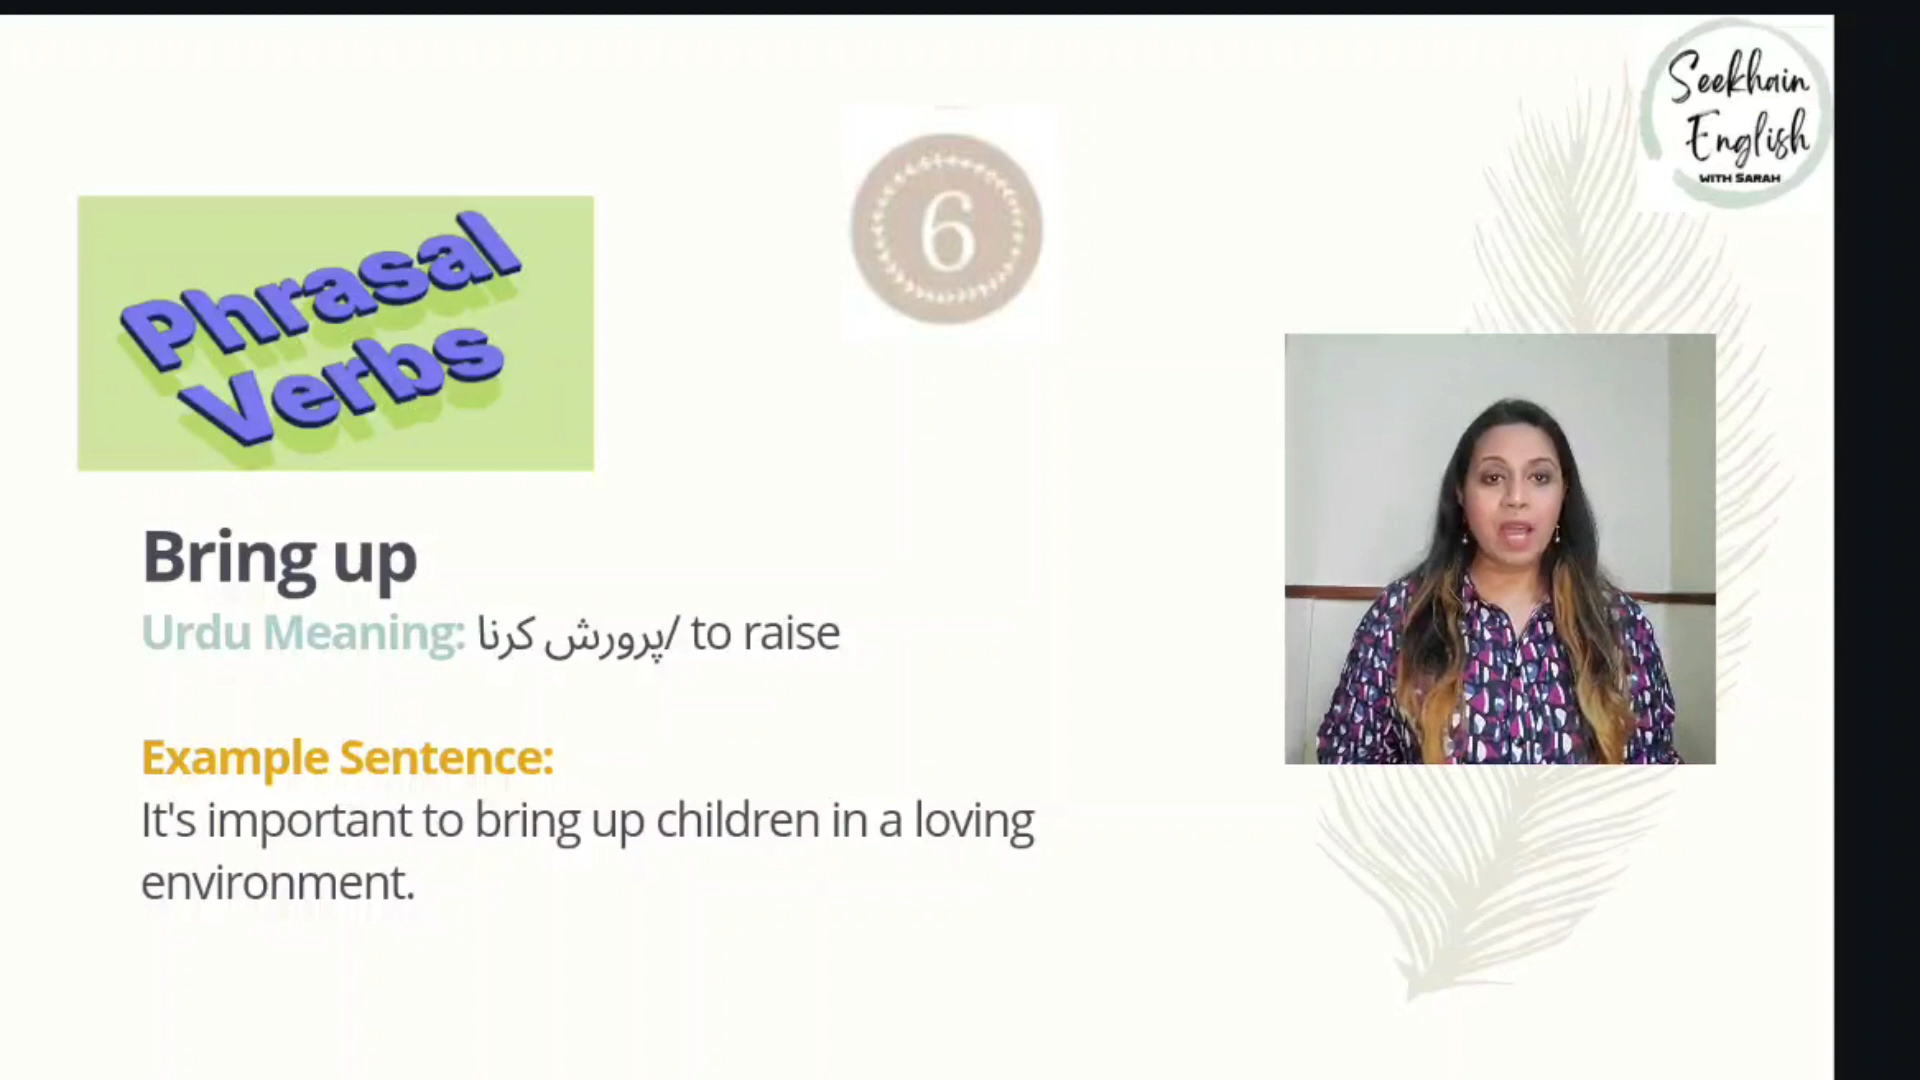 Seekhain
English
WITH SARAH
6
Phrasal
Verbs
Bring up
Urdu Meaning: پرورش کرنا/ to raise
Example Sentence:
It's important to bring up children in a loving
environment.